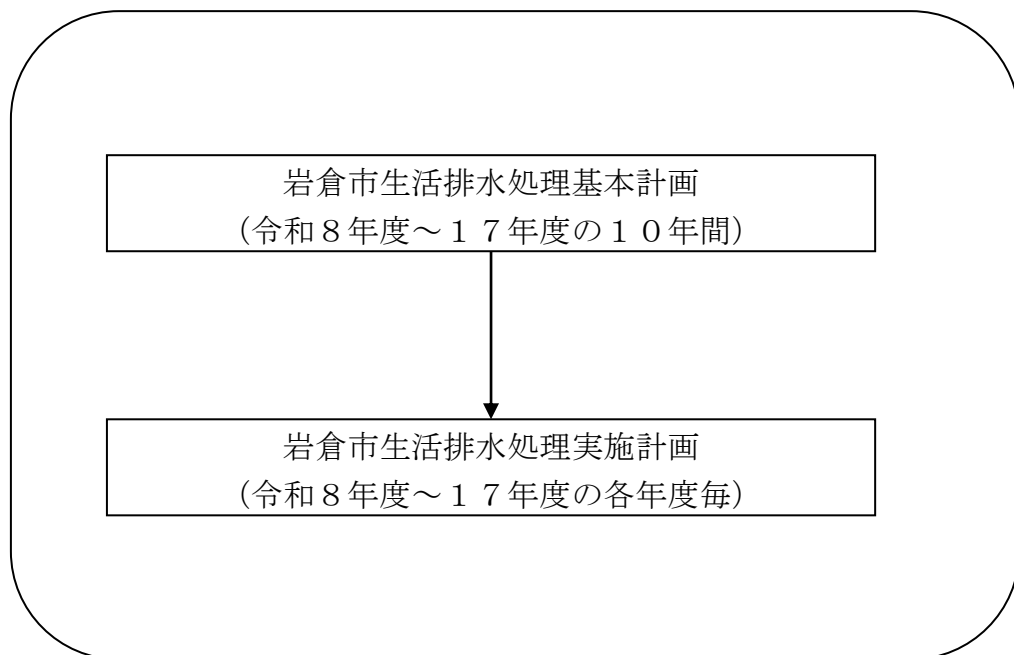 岩倉市生活排水処理基本計画
（令和８年度～１７年度の１０年間）
岩倉市生活排水処理実施計画
（令和８年度～１７年度の各年度毎）